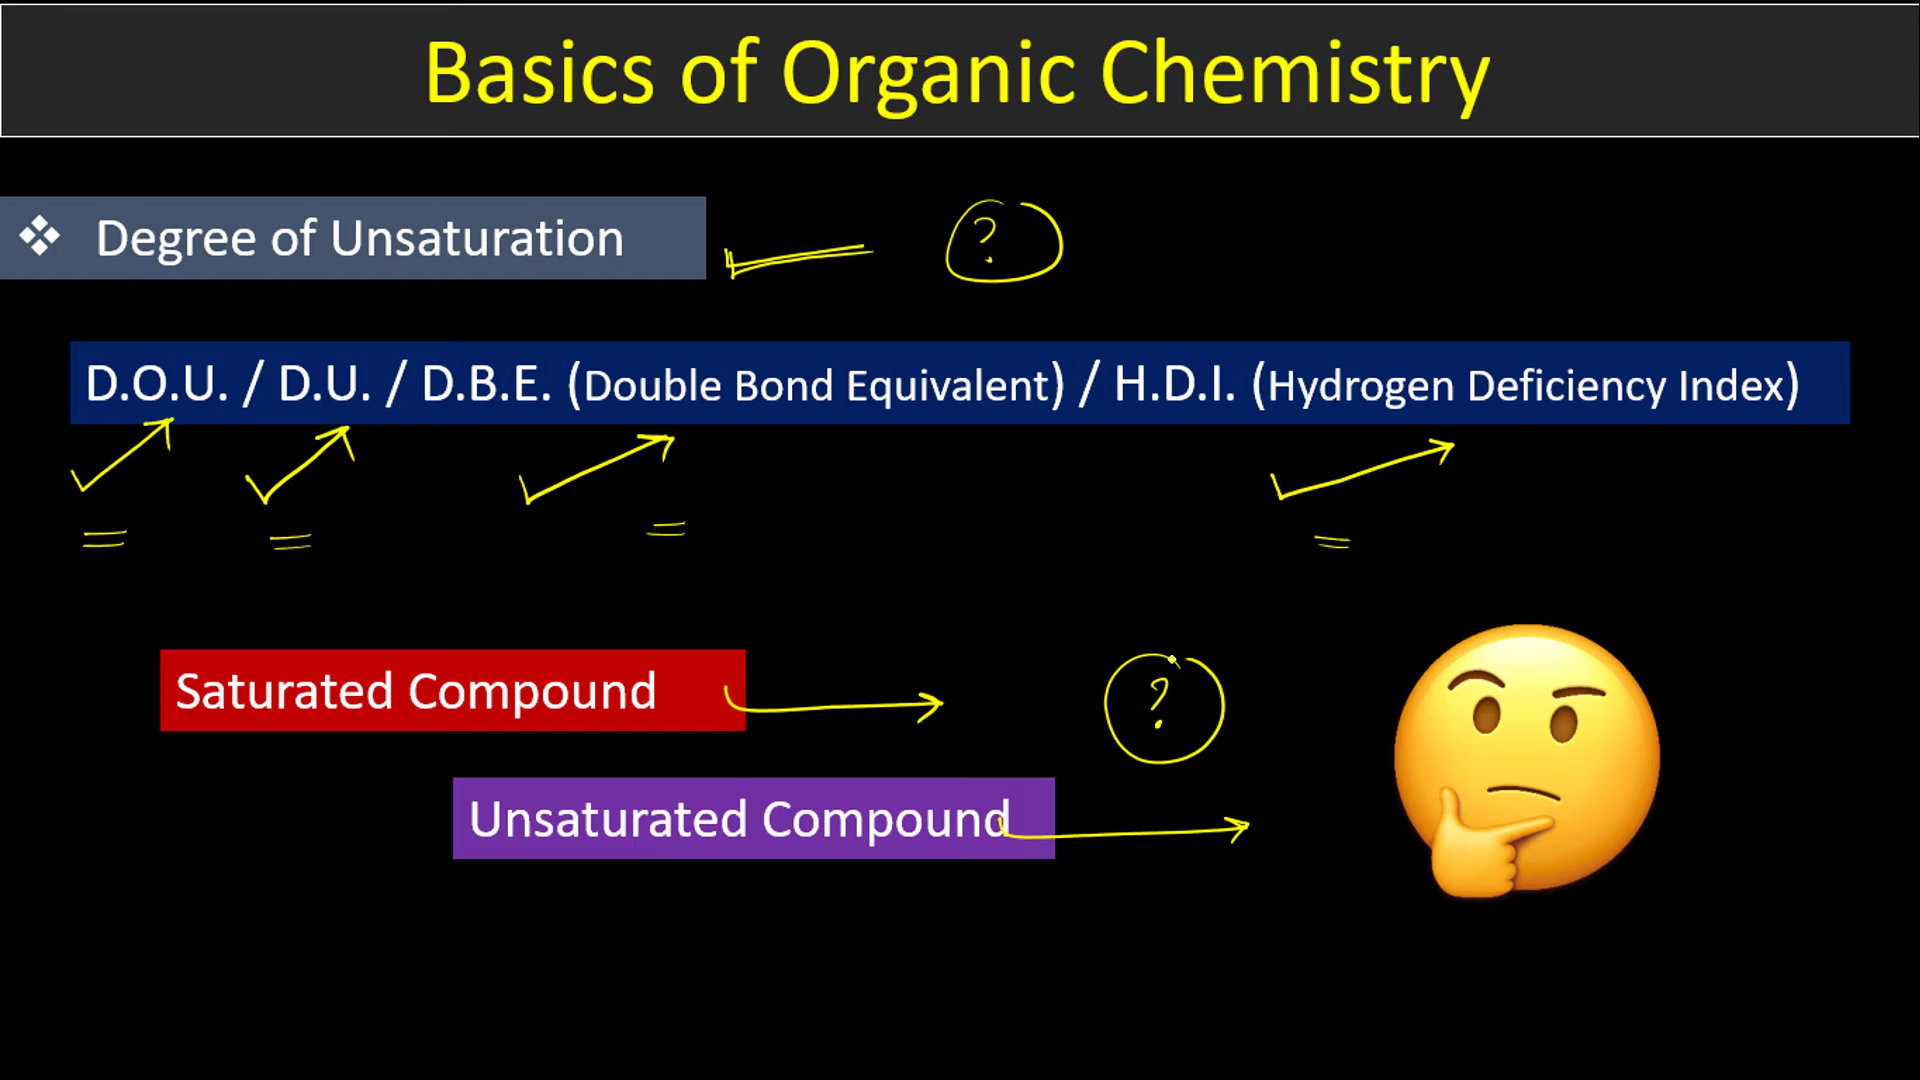 Basics of Organic Chemistry
❖ Degree of Unsaturation
?
D.O.U. / D.U. / D.B.E. (Double Bond Equivalent) / H.D.I. (Hydrogen Deficiency Index)
= = = =
Saturated Compound
?
Unsaturated Compound